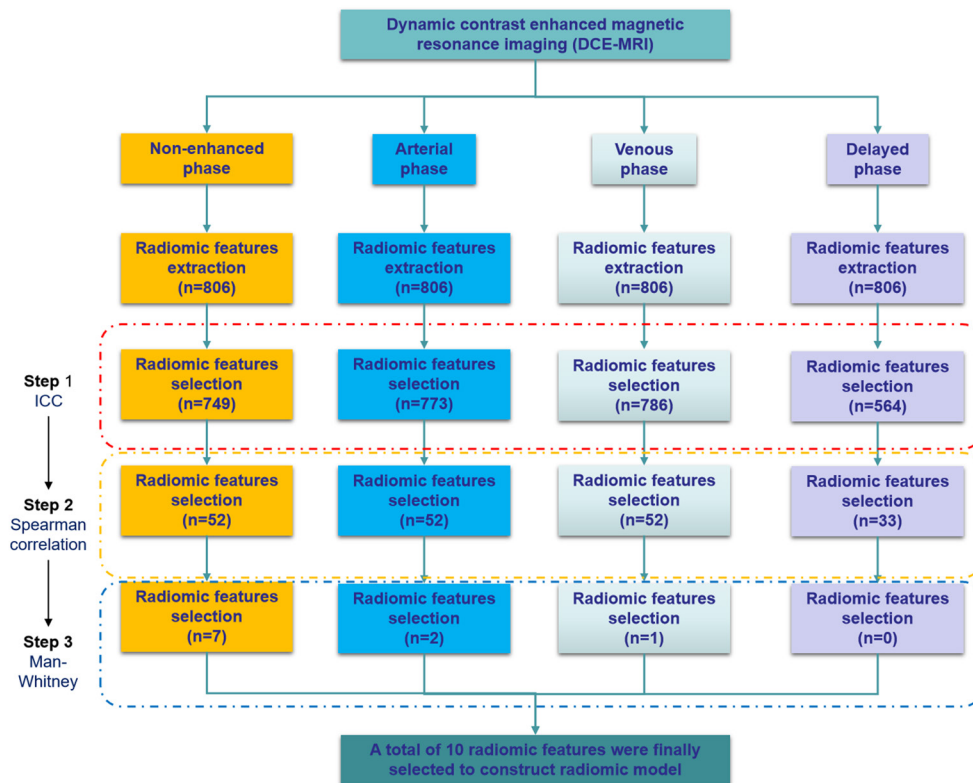 Dynamic contrast enhanced magnetic
resonance imaging (DCE-MRI)
Non-enhanced
phase
Arterial
phase
Venous
phase
Delayed
phase
Radiomic features
extraction
(n=806)
Radiomic features
extraction
(n=806)
Radiomic features
extraction
(n=806)
Radiomic features
extraction
(n=806)
Step 1
ICC
Radiomic features
selection
(n=749)
Radiomic features
selection
(n=773)
Radiomic features
selection
(n=786)
Radiomic features
selection
(n=564)
Step 2
Spearman
correlation
Radiomic features
selection
(n=52)
Radiomic features
selection
(n=52)
Radiomic features
selection
(n=52)
Radiomic features
selection
(n=33)
Step 3
Man-
Whitney
Radiomic features
selection
(n=7)
Radiomic features
selection
(n=2)
Radiomic features
selection
(n=1)
Radiomic features
selection
(n=0)
A total of 10 radiomic features were finally
selected to construct radiomic model